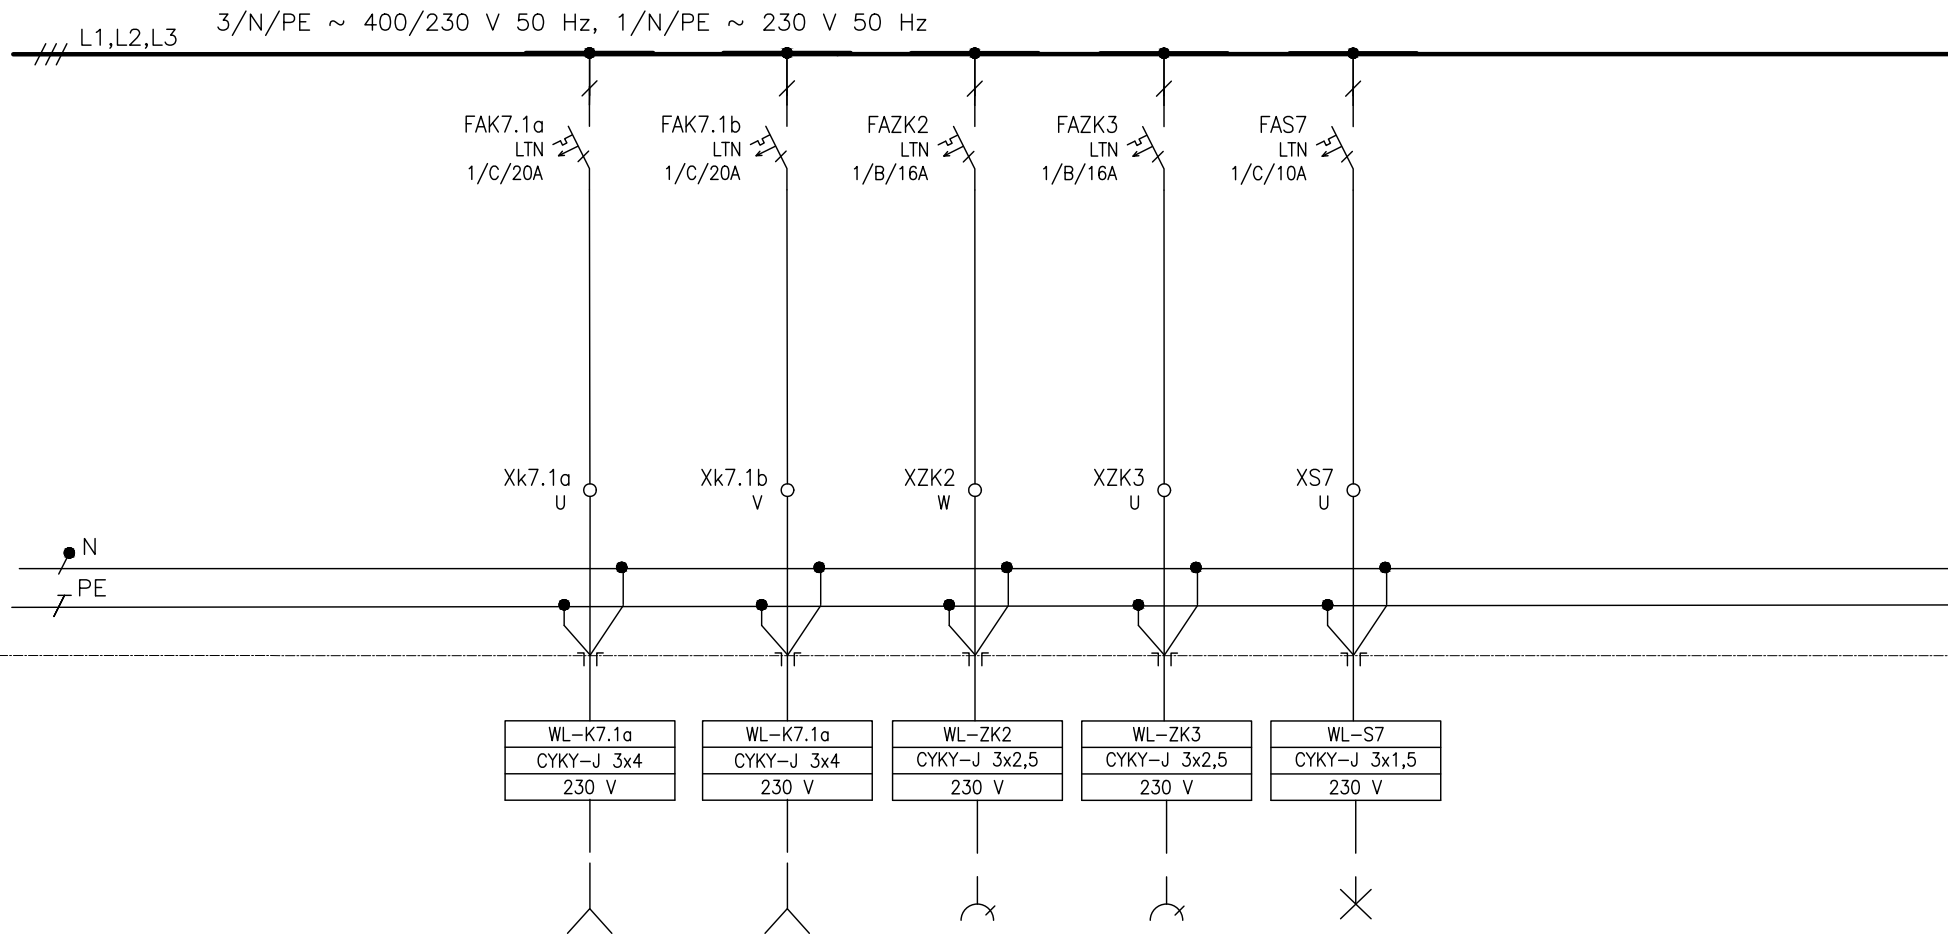 3/N/PE ~ 400/230 V 50 Hz, 1/N/PE ~ 230 V 50 Hz
L1,L2,L3
FAK7.1a
LTN
1/C/20A
FAK7.1b
LTN
1/C/20A
FAZK2
LTN
1/B/16A
FAZK3
LTN
1/B/16A
FAS7
LTN
1/C/10A
Xk7.1a
U
Xk7.1b
V
XZK2
W
XZK3
U
XS7
U
N
PE
WL-K7.1a
CYKY-J 3x4
230 V
WL-K7.1a
CYKY-J 3x4
230 V
WL-ZK2
CYKY-J 3x2,5
230 V
WL-ZK3
CYKY-J 3x2,5
230 V
WL-S7
CYKY-J 3x1,5
230 V